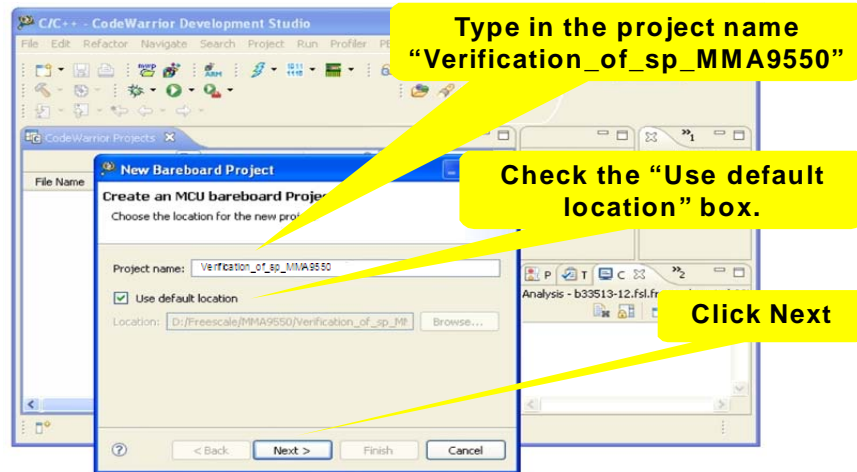 C/C++ - CodeWarrior Development Studio
File Edit Refactor Navigate Search Project Run Profiler
Type in the project name
“Verification_of_sp_MMA9550”
CodeWarrior Projects
File Name
New Bareboard Project
Create an MCU bareboard
Choose the location for the new
Check the “Use default
location” box.
Project name: Verfication_of_sp_MMA9550
Use default location
Location: D:/Freescale/MMA9550/Verification_of_sp_MM Browse...
P T C
Analysis - b33513-12.fsl.fr
Click Next
< Back Next > Finish Cancel